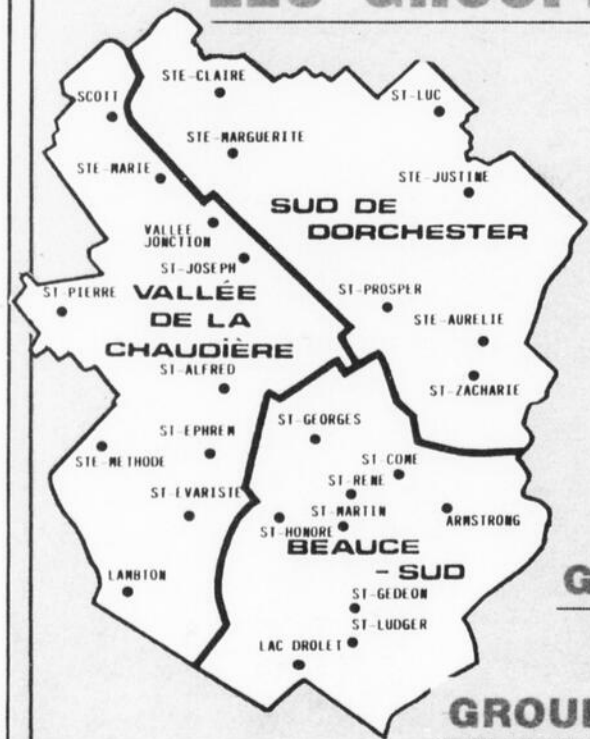 STE-CLAIRE
SCOTT
ST-LUC
STE-MARGUERITE
STE-MARIE
STE-JUSTINE
SUD DE
DORCHESTER
VALLEE
JONCTION
ST-JOSEPH
ST-PIERRE
VALLÉE
DE LA
CHAUDIÈRE
ST-PROSPER
STE-AURELIE
ST-ALFRED
ST-ZACHARIE
ST-GEORGES
ST-EPHREM
STE-METHODE
ST-COME
ST-RENE
ST-EVARISTE
ST-MARTIN
ARMSTRONG
ST-HONORE
BEAUCE
- SUD
LAMBTON
ST-GEDEON
ST-LUDGER
LAC DROLET
G
GROU